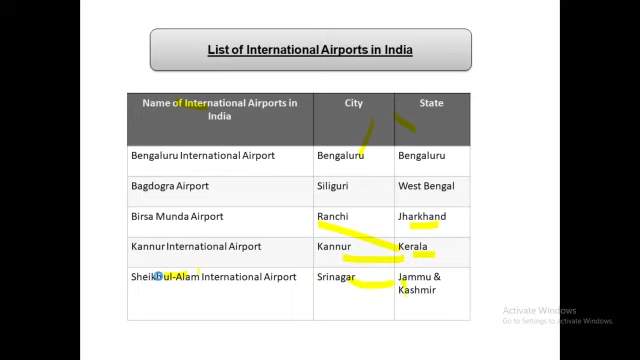 List of International Airports in India
Name of International Airports in India City State
Bengaluru International Airport Bengaluru Bengaluru
Bagdogra Airport Siliguri West Bengal
Birsa Munda Airport Ranchi Jharkhand
Kannur International Airport Kannur Kerala
ul-Alam International Airport Srinagar Jammu & Kashmir
Activate Windows
Go to Settings to activate Windows.